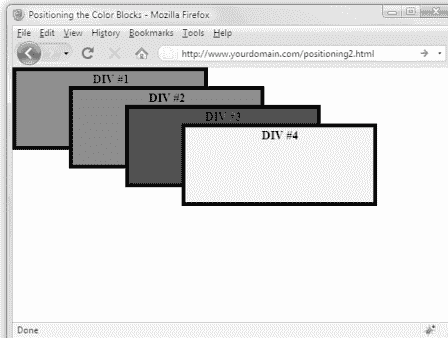 Positioning the Color Blocks - Mozilla Firefox
File Edit View History Bookmarks Tools Help
http://www.yourdomain.com/positioning2.html
DIV #1
DIV #2
DIV #3
DIV #4
Done